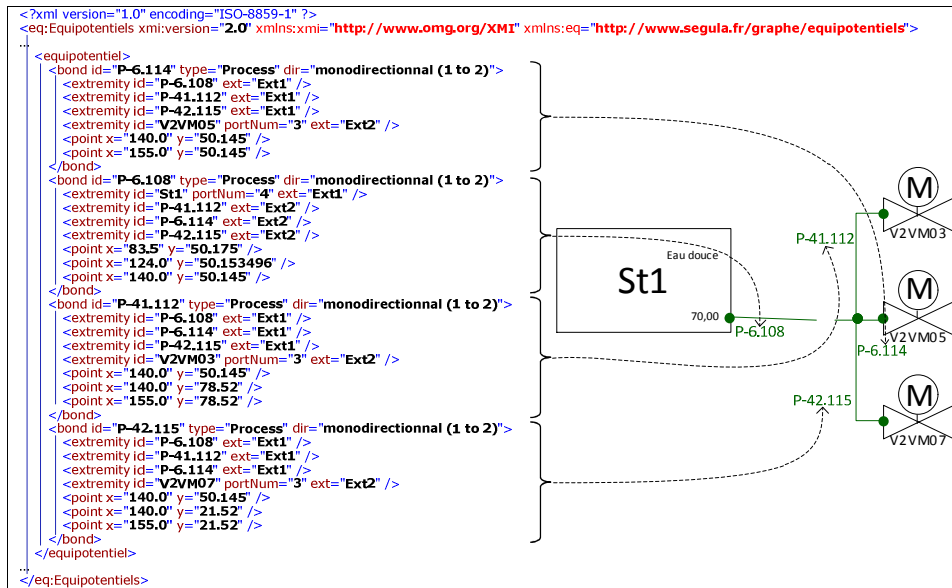 <?xml version="1.0" encoding="ISO-8859-1" ?>
<eq:Equipotentiels xmi:version="2.0" xmlns:xmi="http://www.omg.org/XMI" xmlns:eq="http://www.segula.fr/graphe/equipotentiels">
...
<equipotentiel>
<bond id="P-6.114" type="Process" dir="monodirectionnal (1 to 2)">
<extremity id="P-6.108" ext="Ext1" />
<extremity id="P-41.112" ext="Ext1" />
<extremity id="P-42.115" ext="Ext1" />
<extremity id="V2VM05" portNum="3" ext="Ext2" />
<point x="140.0" y="50.145" />
<point x="155.0" y="50.145" />
</bond>
<bond id="P-6.108" type="Process" dir="monodirectionnal (1 to 2)">
<extremity id="St1" portNum="4" ext="Ext1" />
<extremity id="P-41.112" ext="Ext2" />
<extremity id="P-6.114" ext="Ext2" />
<extremity id="P-42.115" ext="Ext2" />
<point x="83.5" y="50.175" />
<point x="124.0" y="50.153496" />
<point x="140.0" y="50.145" />
</bond>
<bond id="P-41.112" type="Process" dir="monodirectionnal (1 to 2)">
<extremity id="P-6.108" ext="Ext1" />
<extremity id="P-6.114" ext="Ext1" />
<extremity id="P-42.115" ext="Ext1" />
<extremity id="V2VM03" portNum="3" ext="Ext2" />
<point x="140.0" y="50.145" />
<point x="140.0" y="78.52" />
<point x="155.0" y="78.52" />
</bond>
<bond id="P-42.115" type="Process" dir="monodirectionnal (1 to 2)">
<extremity id="P-6.108" ext="Ext1" />
<extremity id="P-41.112" ext="Ext1" />
<extremity id="P-6.114" ext="Ext1" />
<extremity id="V2VM07" portNum="3" ext="Ext2" />
<point x="140.0" y="50.145" />
<point x="140.0" y="21.52" />
<point x="155.0" y="21.52" />
</bond>
</equipotentiel>
...
</eq:Equipotentiels>
M
V2VM03
P-41.112
Eau douce
St1
70,00
P-6.108
M
V2VM05
P-6.114
P-42.115
M
V2VM07